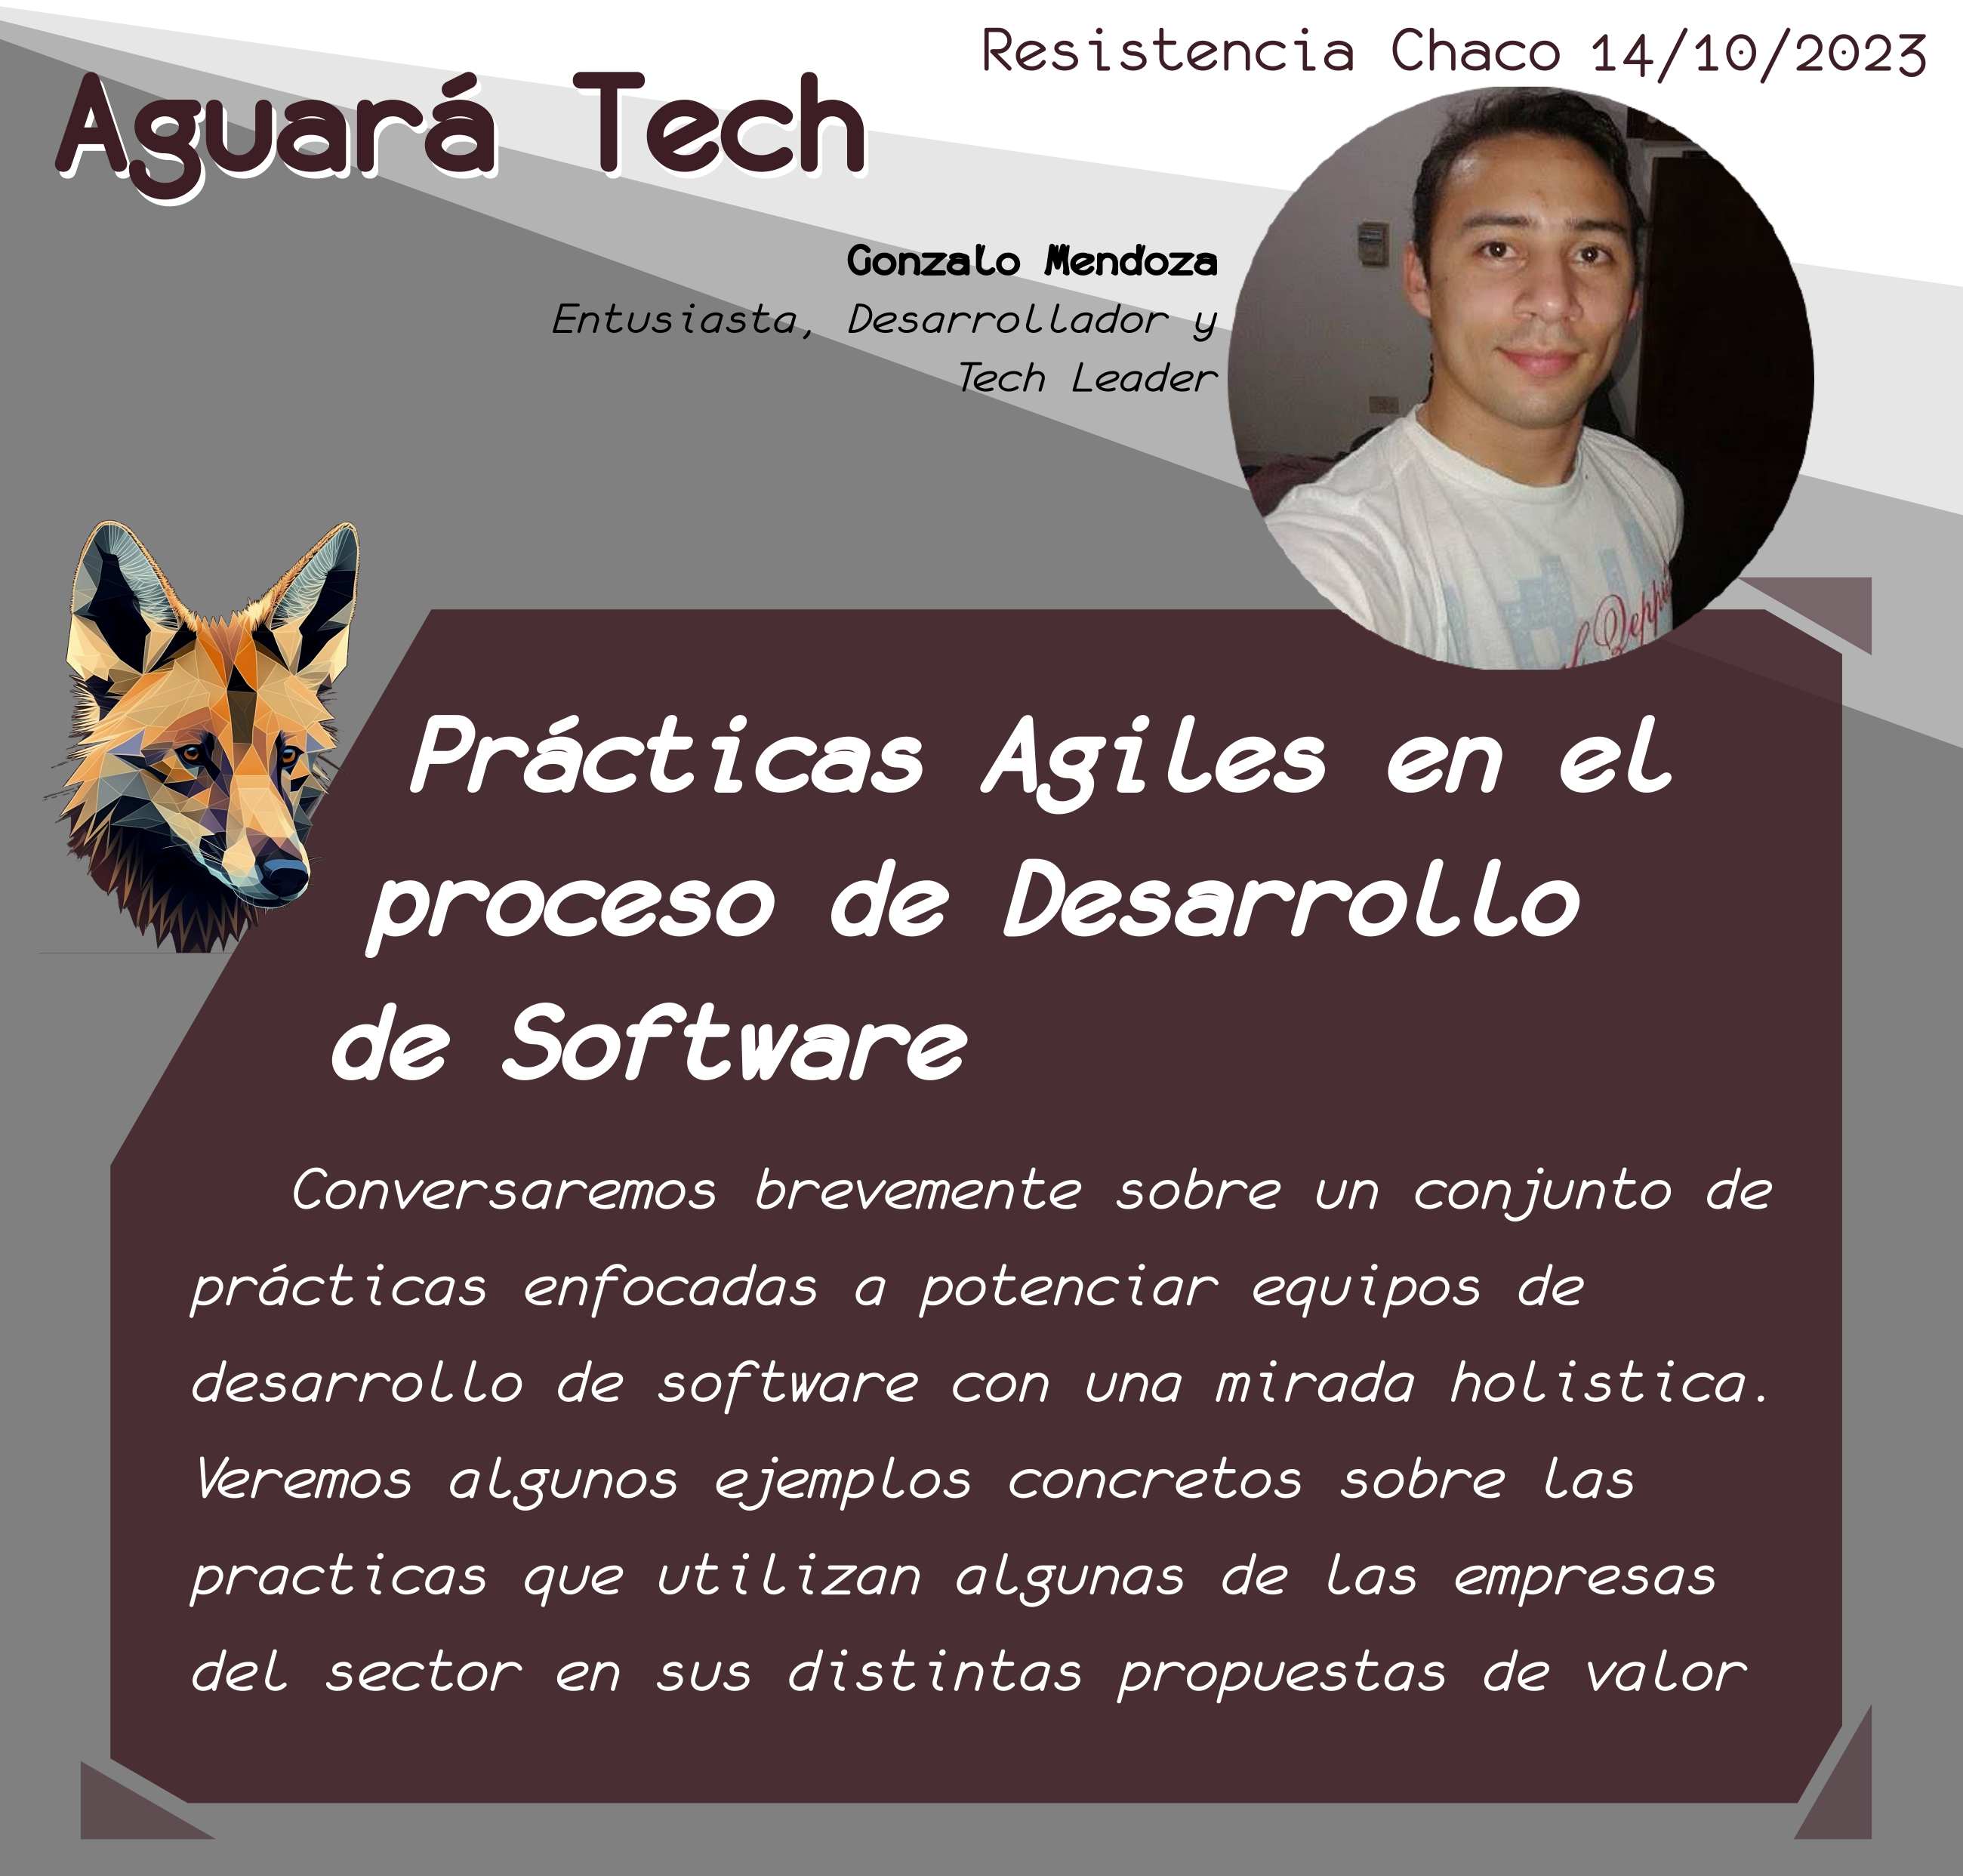 Resistencia Chaco 14/10/2023
Aguará Tech
Gonzalo Mendoza
Entusiasta, Desarrollador y
Tech Leader
Prácticas Agiles en el
proceso de Desarrollo
de Software
Conversaremos brevemente sobre un conjunto de
prácticas enfocadas a potenciar equipos de
desarrollo de software con una mirada holistica.
Veremos algunos ejemplos concretos sobre las
practicas que utilizan algunas de las empresas
del sector en sus distintas propuestas de valor